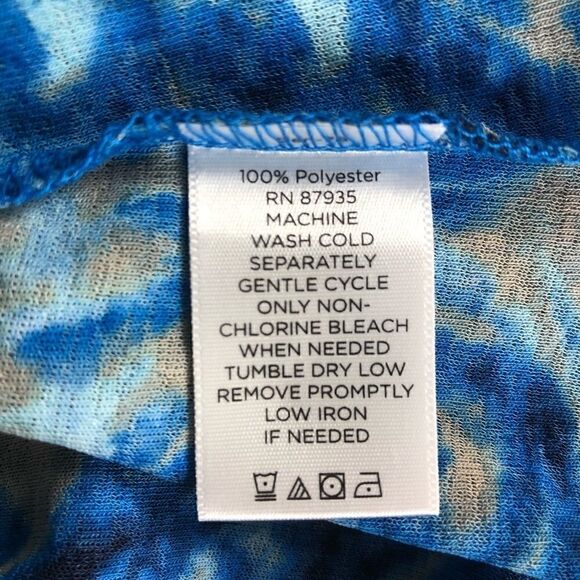 100% Polyester
RN 87935
MACHINE
WASH COLD
SEPARATELY
GENTLE CYCLE
ONLY NON-
CHLORINE BLEACH
WHEN NEEDED
TUMBLE DRY LOW
REMOVE PROMPTLY
LOW IRON
IF NEEDED